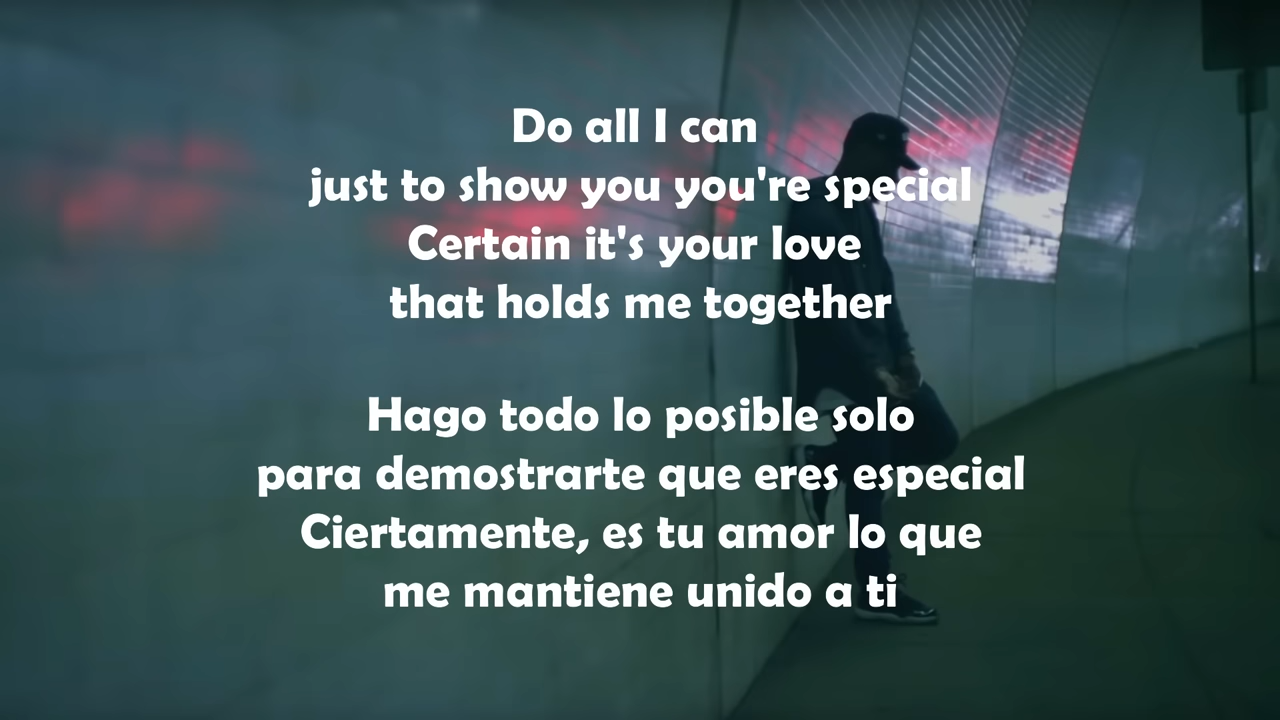 Do all I can
just to show you you're special
Certain it's your love
that holds me together
Hago todo lo posible solo
para demostrarte que eres especial
Ciertamente, es tu amor lo que
me mantiene unido a ti